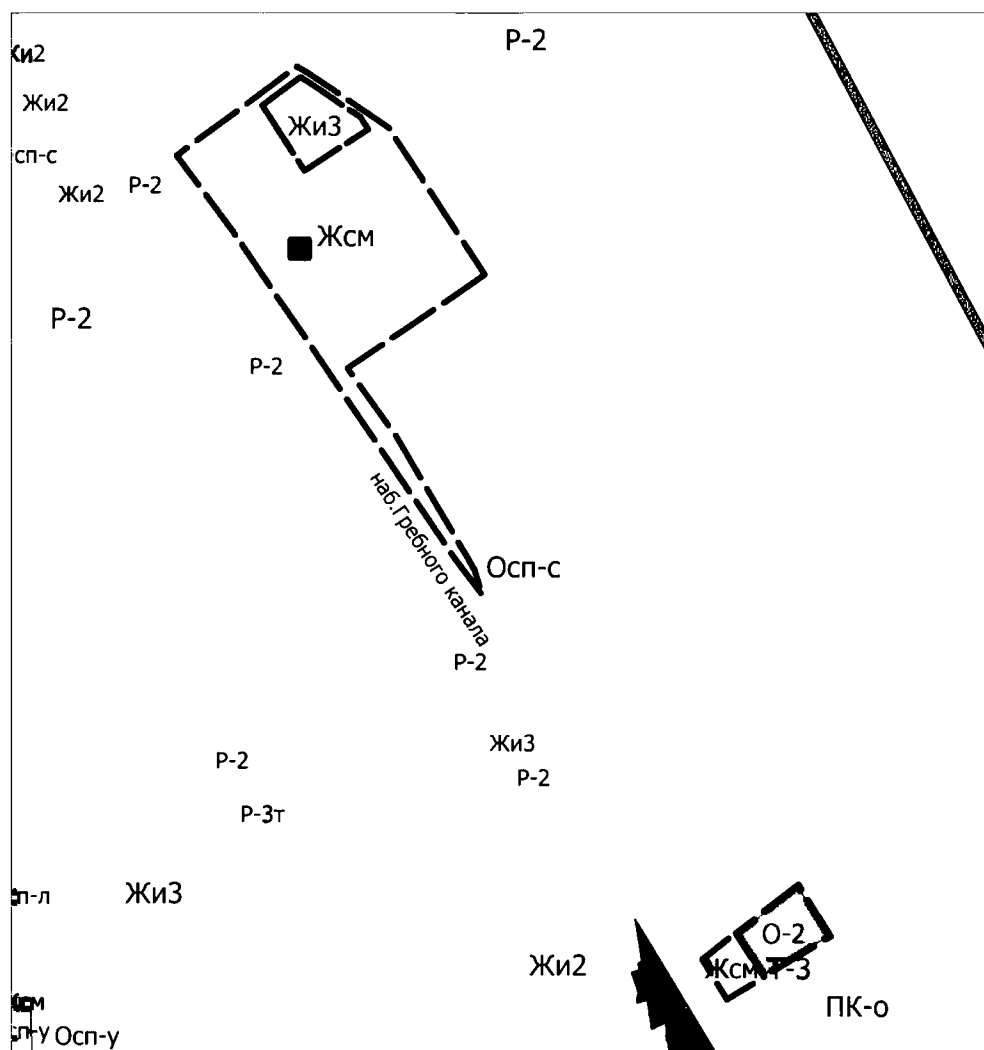 Р-2
Жи2
Жи3
сп-с
Жи2
Р-2
Жсм
Р-2
Р-2
наб.Гребного канала
Осп-с
Р-2
Жи3
Р-2
Р-2
Р-3т
Жи3
п-л
О-2
Жи2
Жсм
Т-3
ПК-о
Осп-у